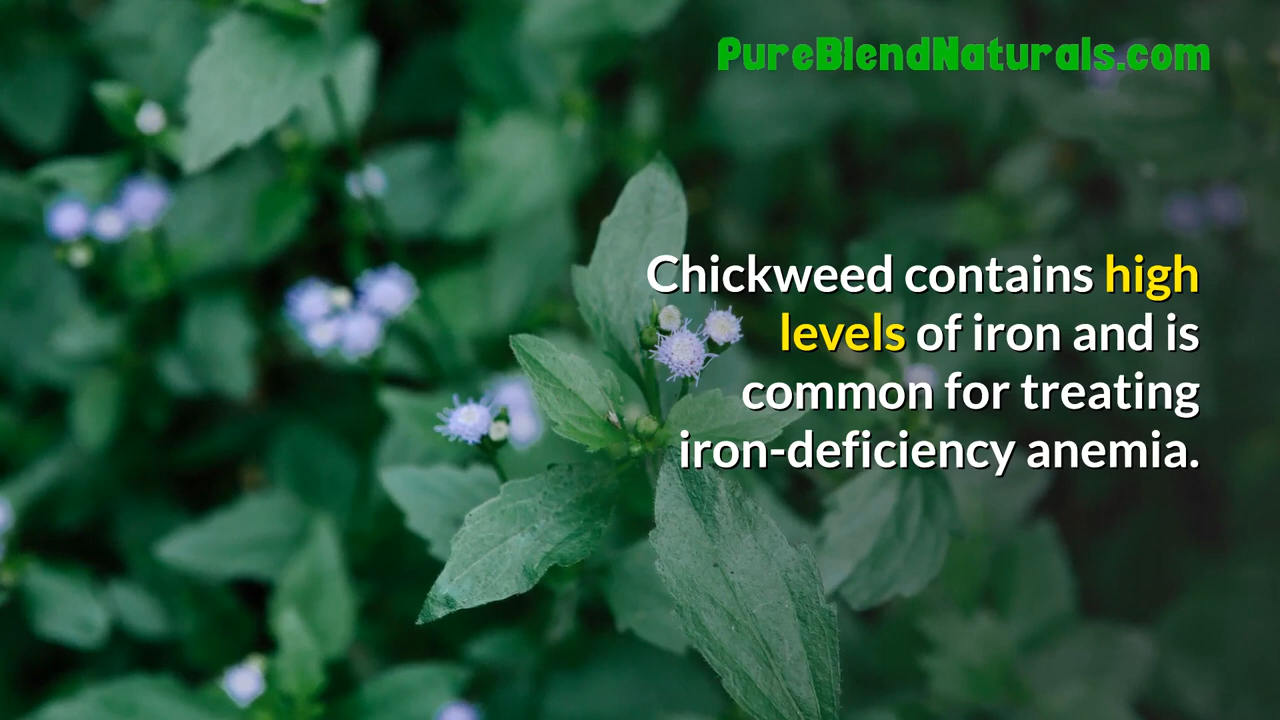 PureBlendNaturals.com
Chickweed contains high
levels of iron and is
common for treating
iron-deficiency anemia.